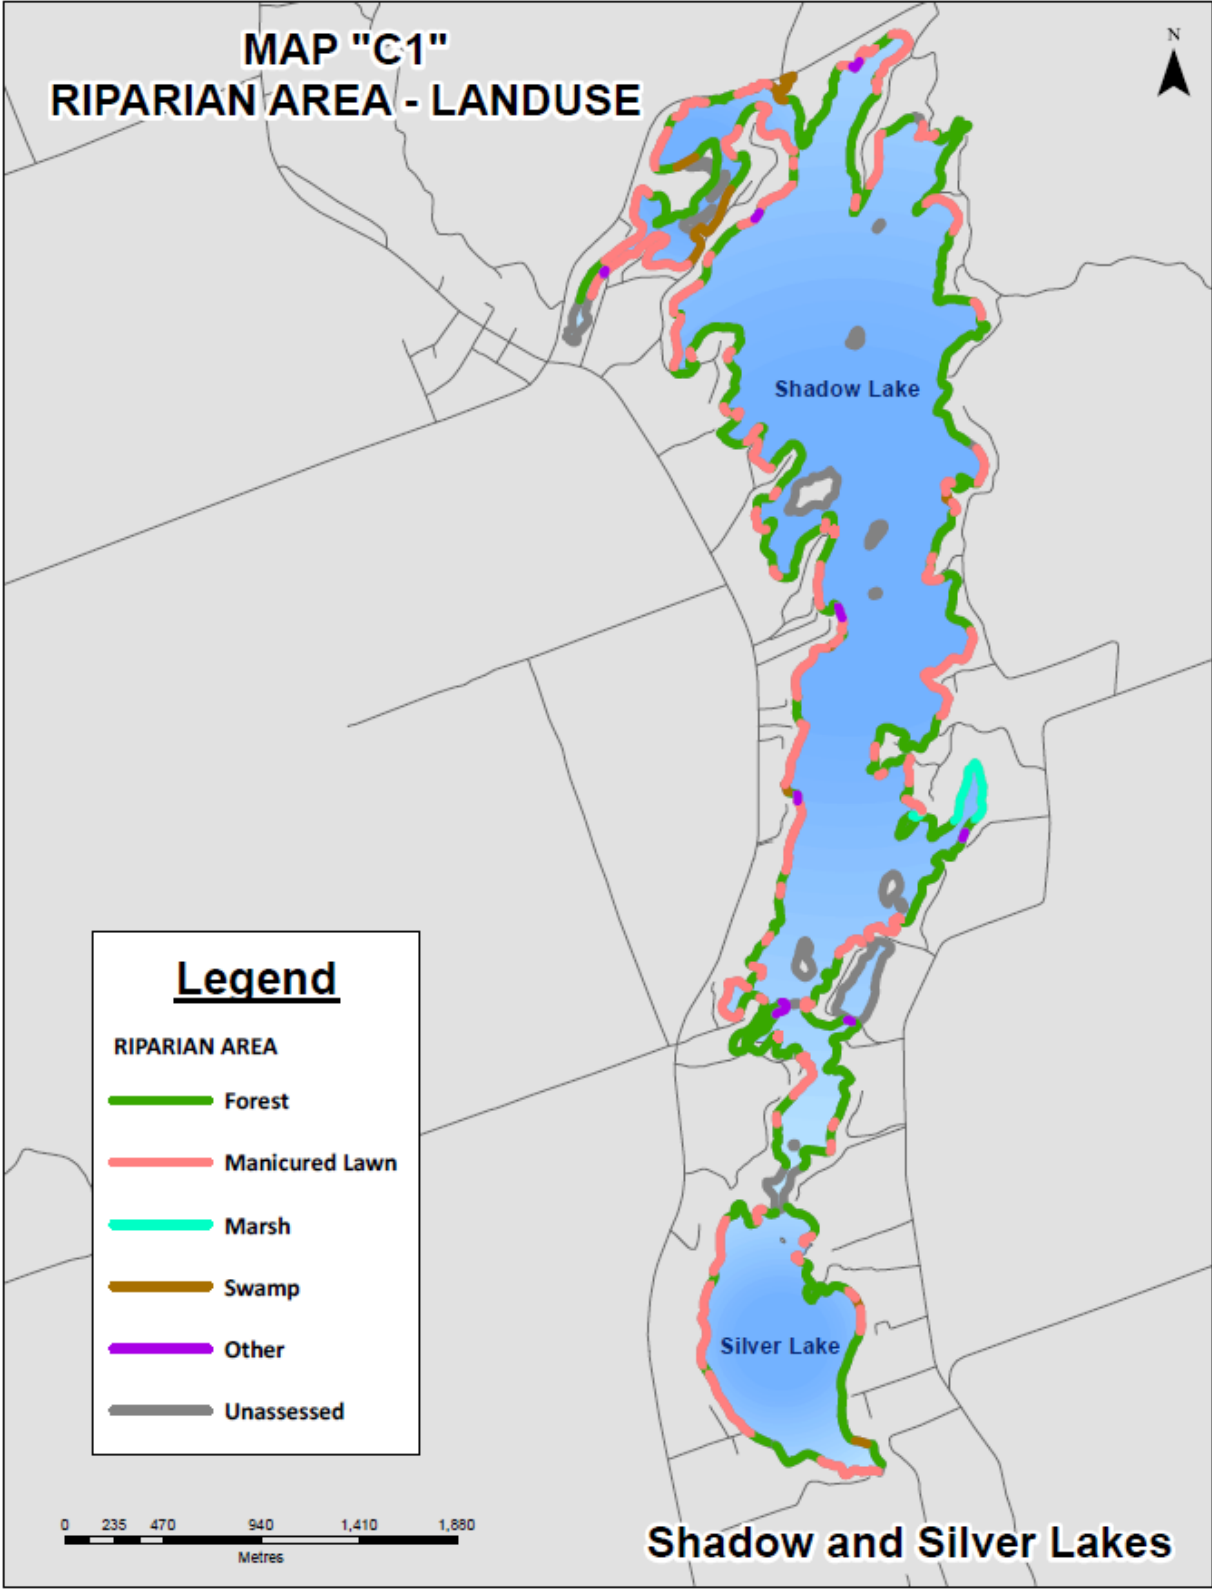 MAP "C1"
RIPARIAN AREA - LANDUSE
N
Shadow Lake
Legend
RIPARIAN AREA
Forest
Manicured Lawn
Marsh
Swamp
Other
Unassessed
Silver Lake
0 235 470 940 1,410 1,880
Metres
Shadow and Silver Lakes